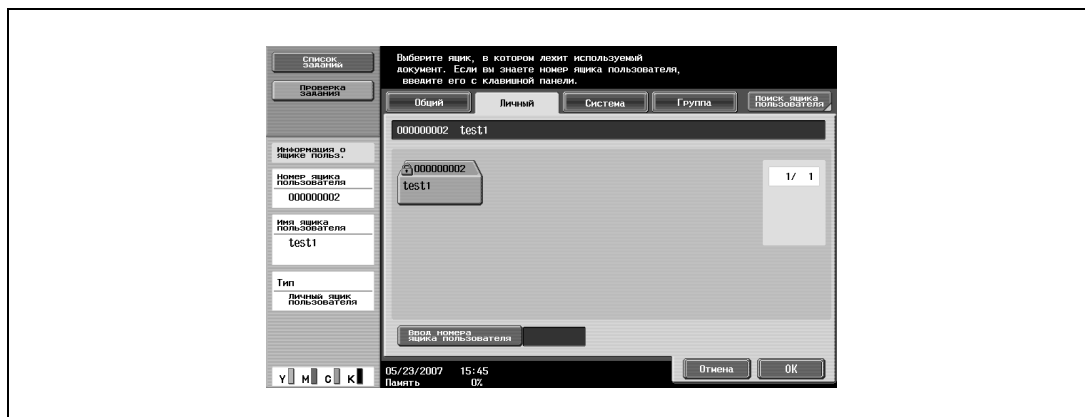 Список
заданий
Проверка
задания
Выберите ящик, в котором лежит используемый
документ. Если вы знаете номер ящика пользователя,
введите его с клавишной панели.
Общий
Личный
Система
Группа
Поиск ящика
пользователя
000000002 test1
Информация о
ящике польз.
Номер ящика
пользователя
000000002
Имя ящика
пользователя
test1
Тип
Личный ящик
пользователя
000000002
test1
1/ 1
Ввод номера
ящика пользователя
Y M C K
05/23/2007 15:45
Память 0%
Отмена
OK